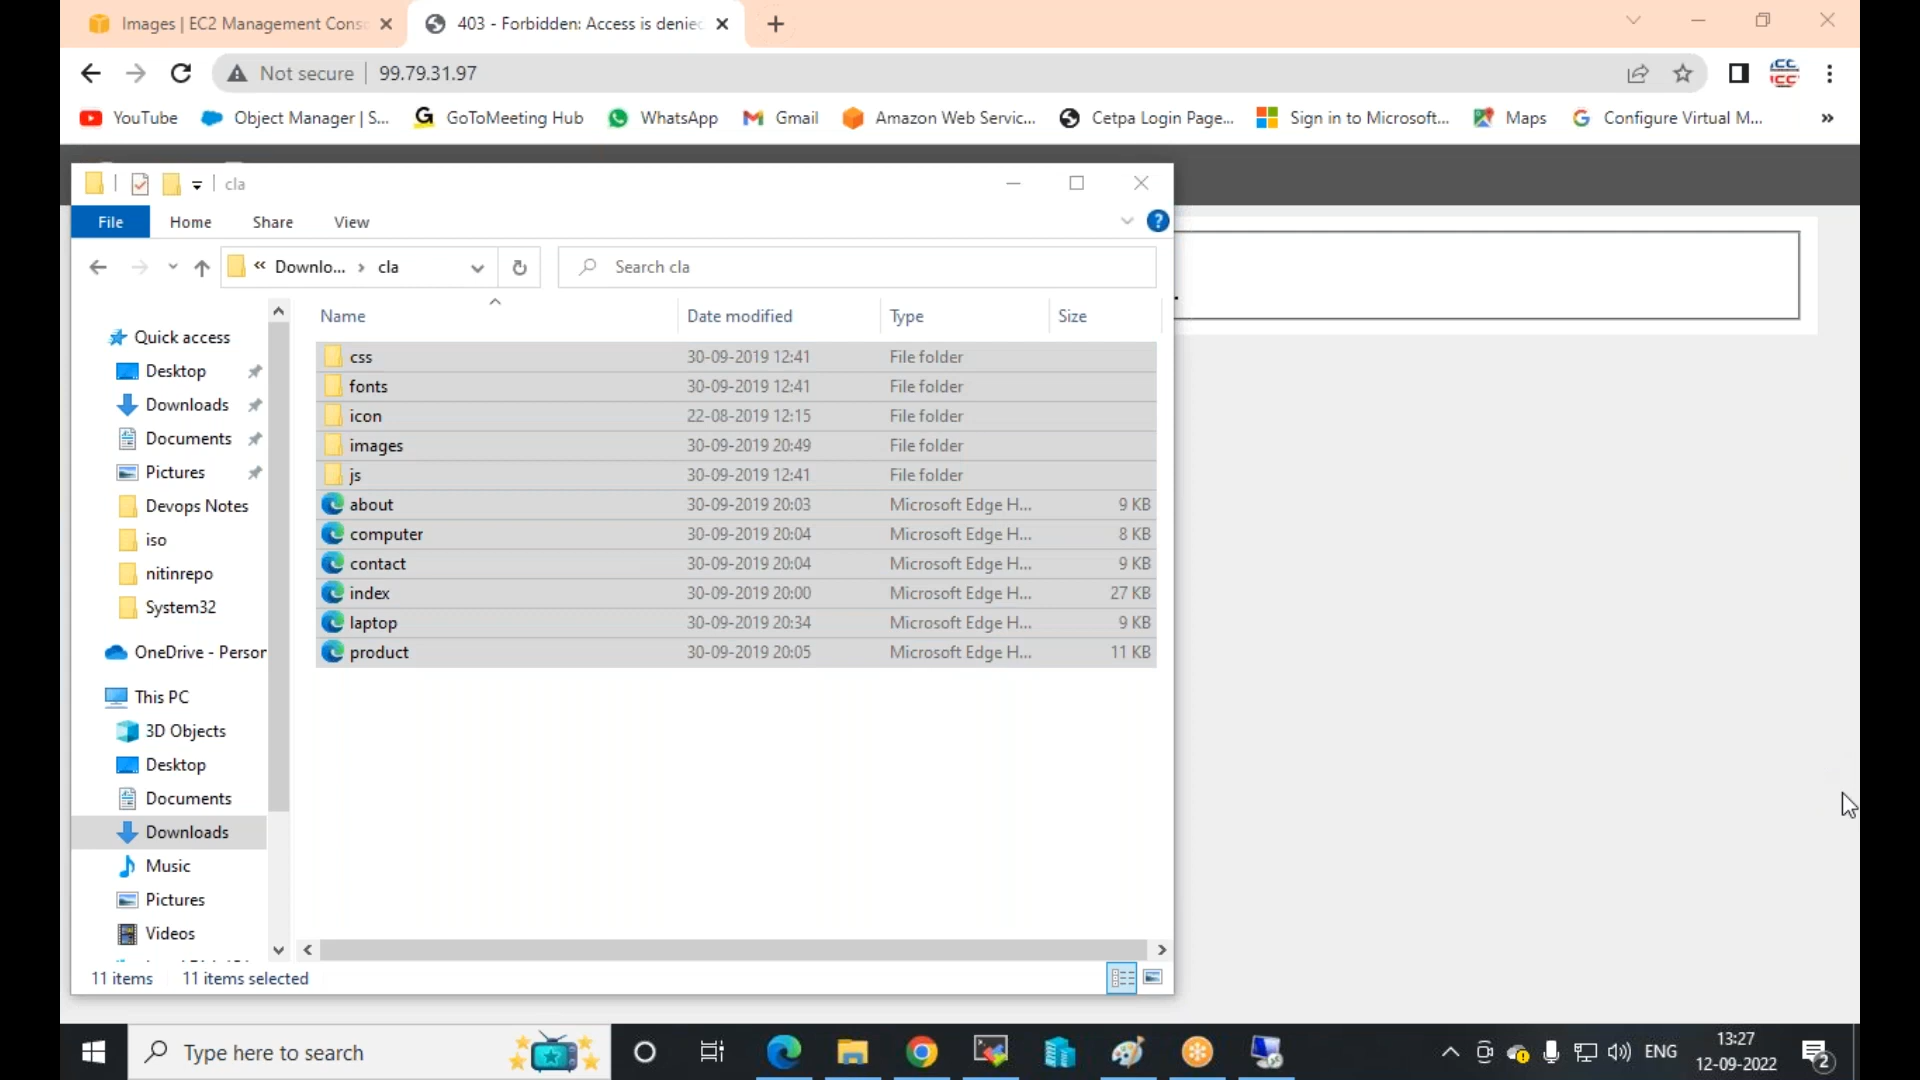 Images | EC2 Management Cons
403 - Forbidden: Access is denied
Not secure
99.79.31.97
YouTube
Object Manager | S...
GoToMeeting Hub
WhatsApp
Gmail
Amazon Web Servic...
Cetpa Login Page...
Sign in to Microsoft...
Maps
Configure Virtual M...
»
cla
File
Home
Share
View
« Downlo... › cla
Search cla
Name
Date modified
Type
Size
Quick access
Desktop
Downloads
Documents
Pictures
Devops Notes
iso
nitinrepo
System32
OneDrive - Person
This PC
3D Objects
Desktop
Documents
Downloads
Music
Pictures
Videos
css 30-09-2019 12:41 File folder
fonts 30-09-2019 12:41 File folder
icon 22-08-2019 12:15 File folder
images 30-09-2019 20:49 File folder
js 30-09-2019 12:41 File folder
about 30-09-2019 20:03 Microsoft Edge H... 9 KB
computer 30-09-2019 20:04 Microsoft Edge H... 8 KB
contact 30-09-2019 20:04 Microsoft Edge H... 9 KB
index 30-09-2019 20:00 Microsoft Edge H... 27 KB
laptop 30-09-2019 20:34 Microsoft Edge H... 9 KB
product 30-09-2019 20:05 Microsoft Edge H... 11 KB
11 items
11 items selected
Type here to search
ENG
13:27
12-09-2022
2